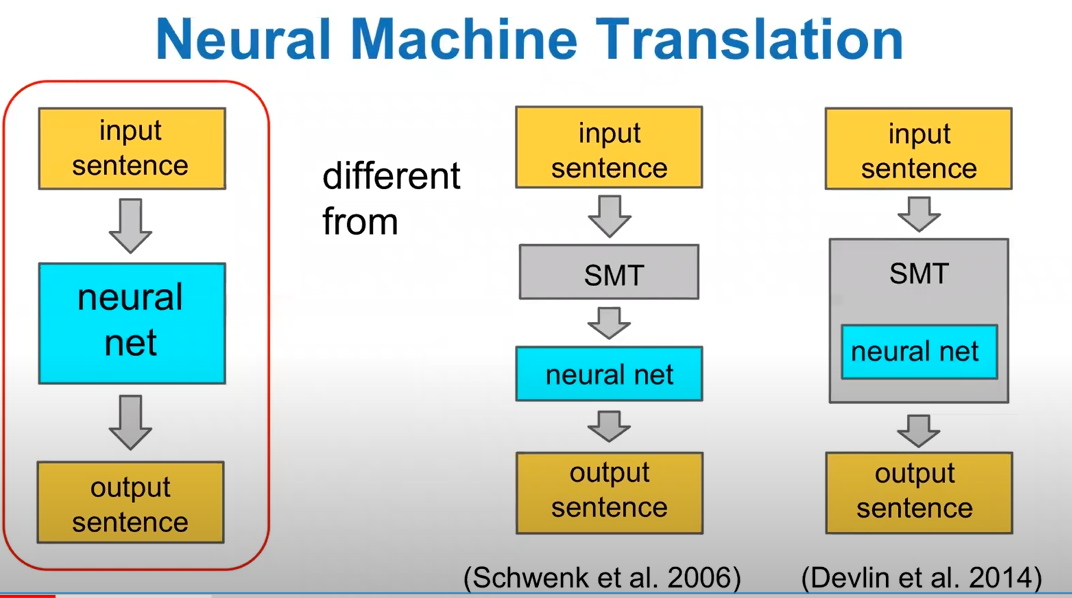 Neural Machine Translation
input
sentence
neural
net
output
sentence
different
from
input
sentence
SMT
neural net
output
sentence
(Schwenk et al. 2006)
input
sentence
SMT
neural net
output
sentence
(Devlin et al. 2014)